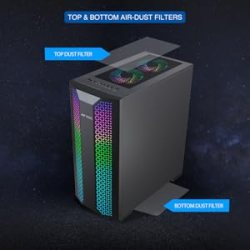 TOP & BOTTOM AIR-DUST FILTERS
TOP DUST FILTER
BOTTOM DUST FILTER